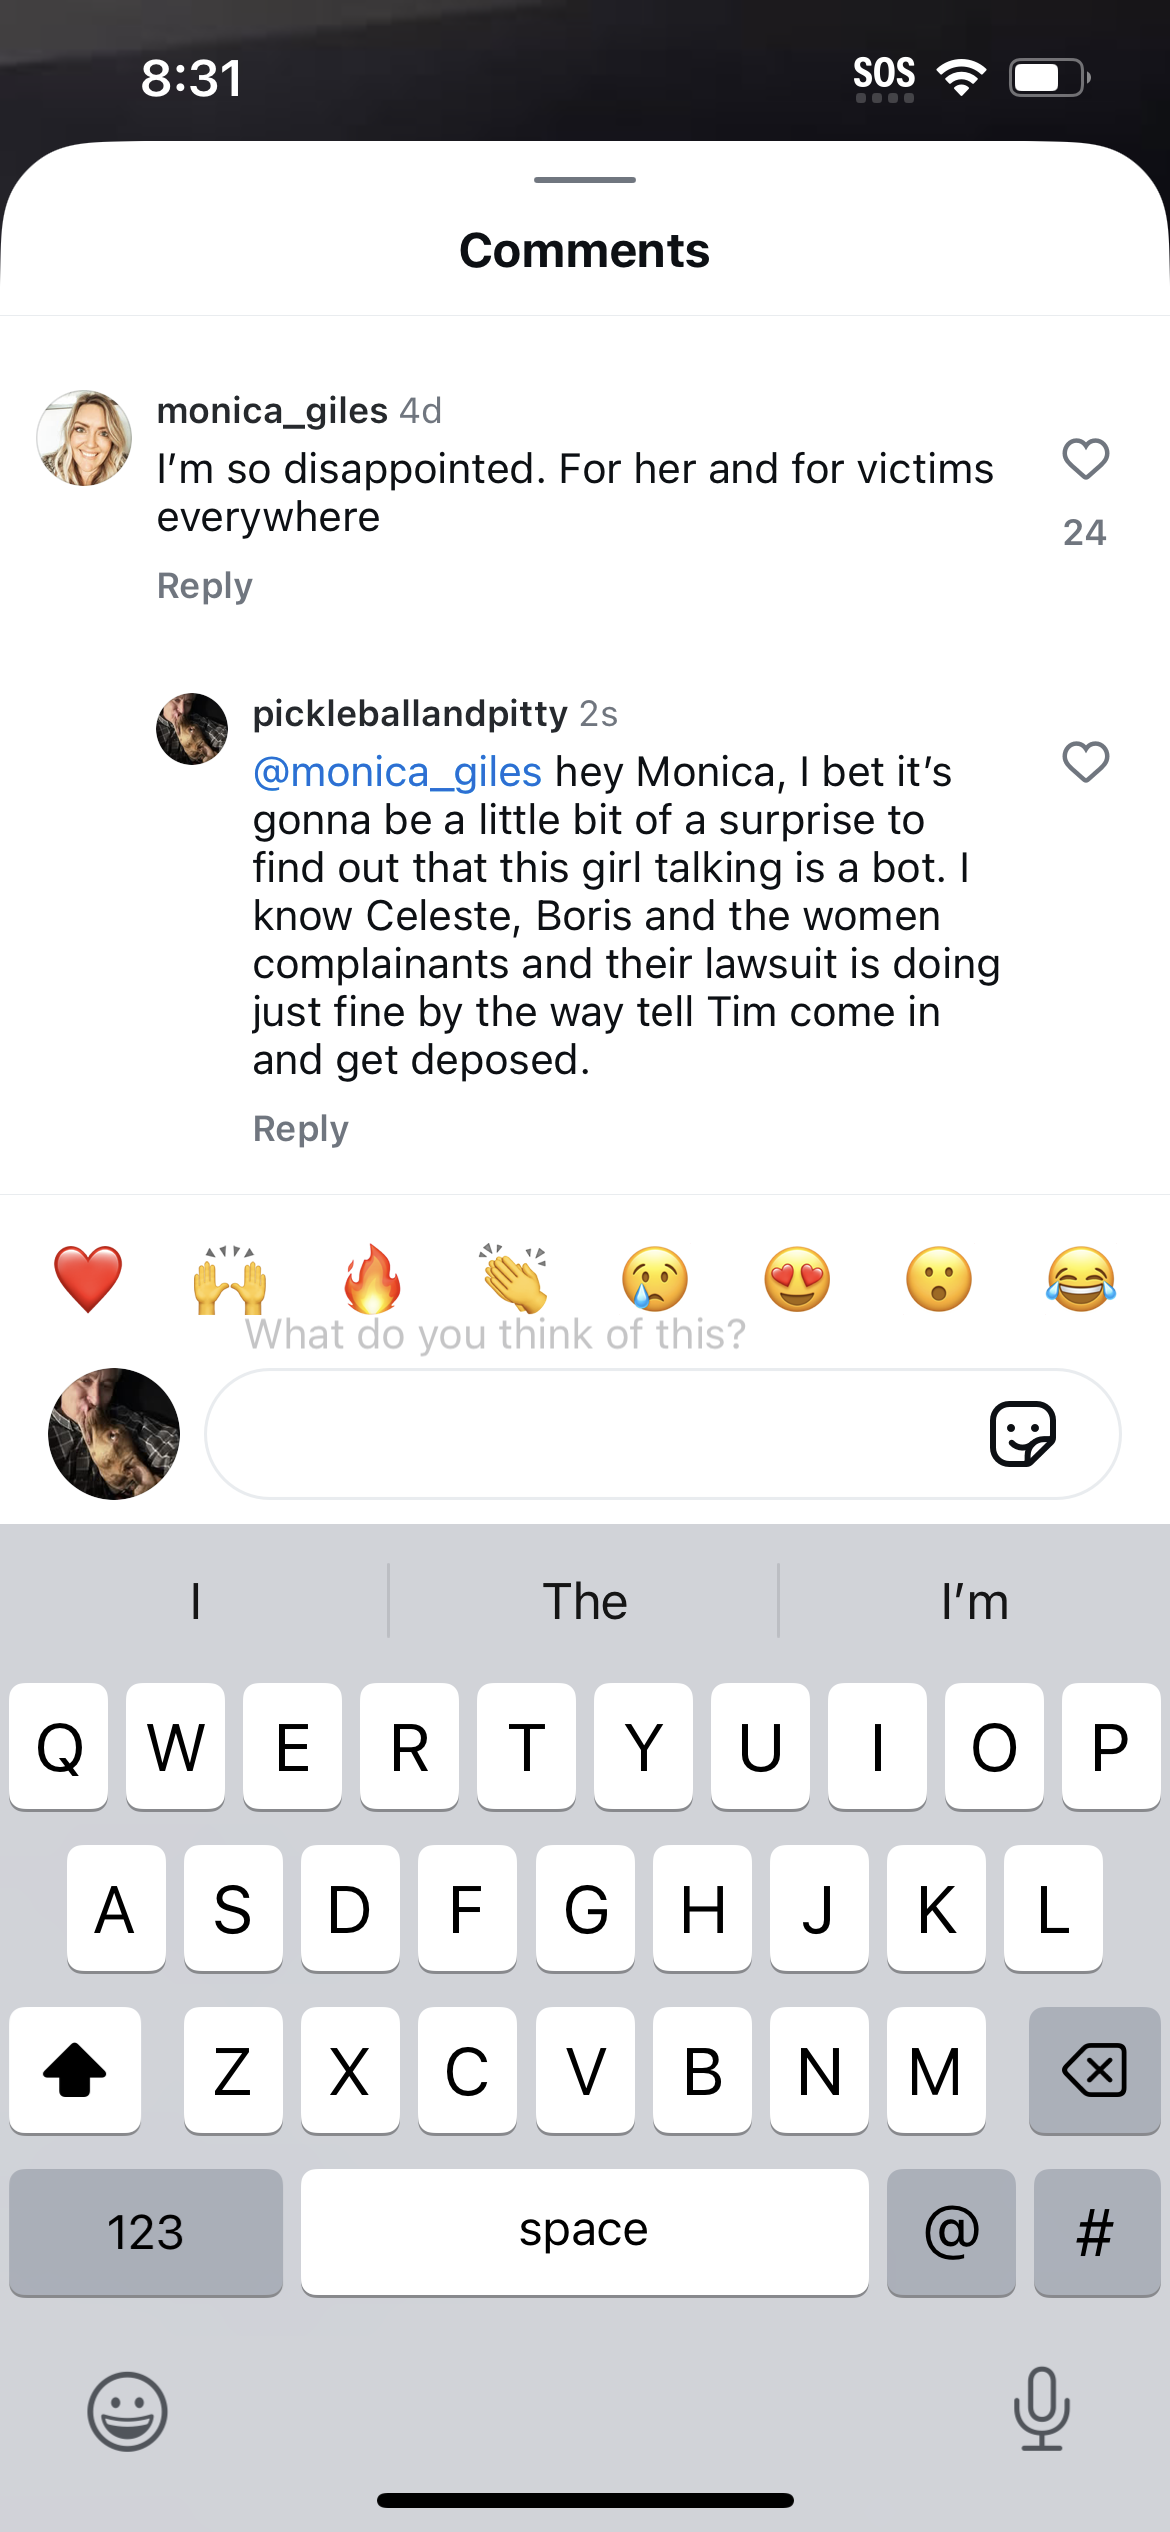 8:31
SOS
Comments
monica_giles 4d
I'm so disappointed. For her and for victims
everywhere
24
Reply
pickleballandpitty 2s
@monica_giles hey Monica, I bet it's
gonna be a little bit of a surprise to
find out that this girl talking is a bot. I
know Celeste, Boris and the women
complainants and their lawsuit is doing
just fine by the way tell Tim come in
and get deposed.
Reply
What do you think of this?
I The I'm
Q W E R T Y U I O P
A S D F G H J K L
Z X C V B N M
123 space @ #